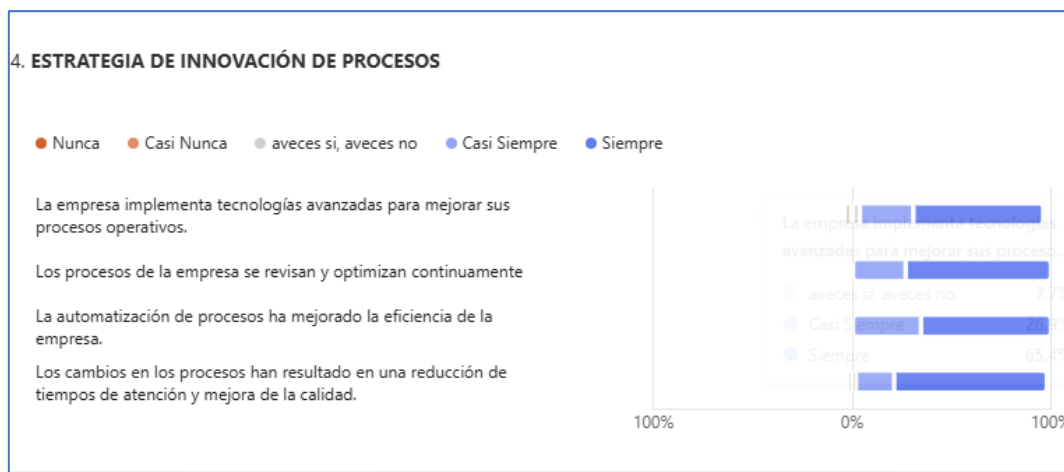 4. ESTRATEGIA DE INNOVACIÓN DE PROCESOS
Nunca
Casi Nunca
aveces si, aveces no
Casi Siempre
Siempre
La empresa implementa tecnologías avanzadas para mejorar sus
procesos operativos.
Los procesos de la empresa se revisan y optimizan continuamente
La automatización de procesos ha mejorado la eficiencia de la
empresa.
Los cambios en los procesos han resultado en una reducción de
tiempos de atención y mejora de la calidad.
La empresa implementa tecnologías
avanzadas para mejorar sus proceso...
aveces si, aveces no 7.7%
Casi Siempre 26.9%
Siempre 65.4%
100%
0%
100%